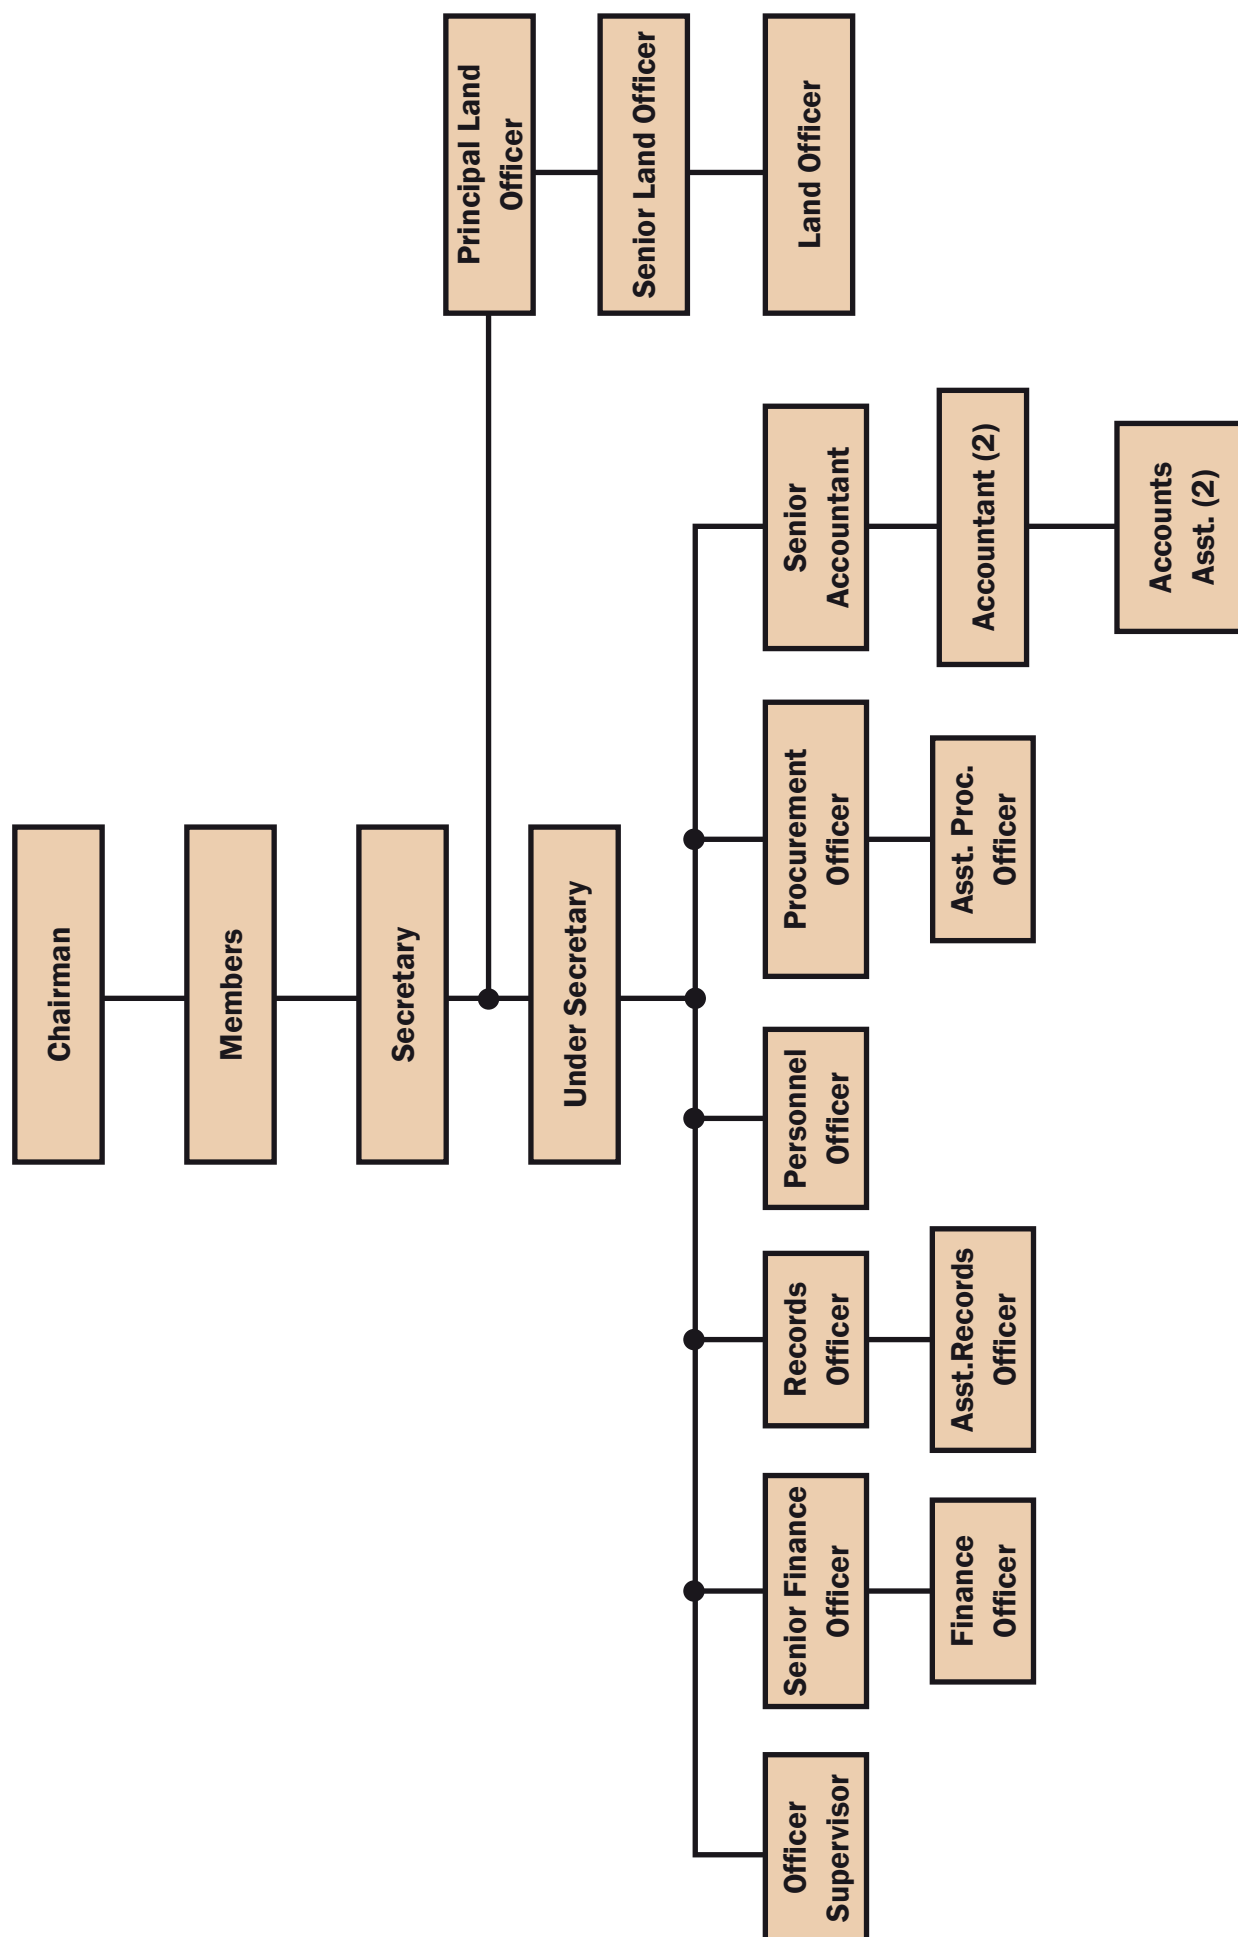 Chairman
Members
Secretary
Principal Land
Officer
Under Secretary
Senior Land Officer
Land Officer
Officer
Supervisor
Senior Finance
Officer
Records
Officer
Personnel
Officer
Procurement
Officer
Senior
Accountant
Finance
Officer
Asst.Records
Officer
Asst. Proc.
Officer
Accountant (2)
Accounts
Asst. (2)